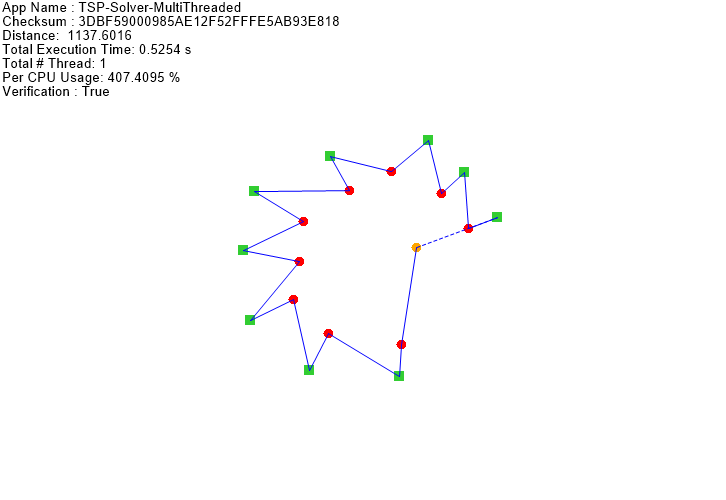 App Name : TSP-Solver-MultiThreaded
Checksum : 3DBF59000985AE12F52FFFE5AB93E818
Distance:  1137.6016
Total Execution Time: 0.5254 s
Total # Thread: 1
Per CPU Usage: 407.4095 %
Verification : True